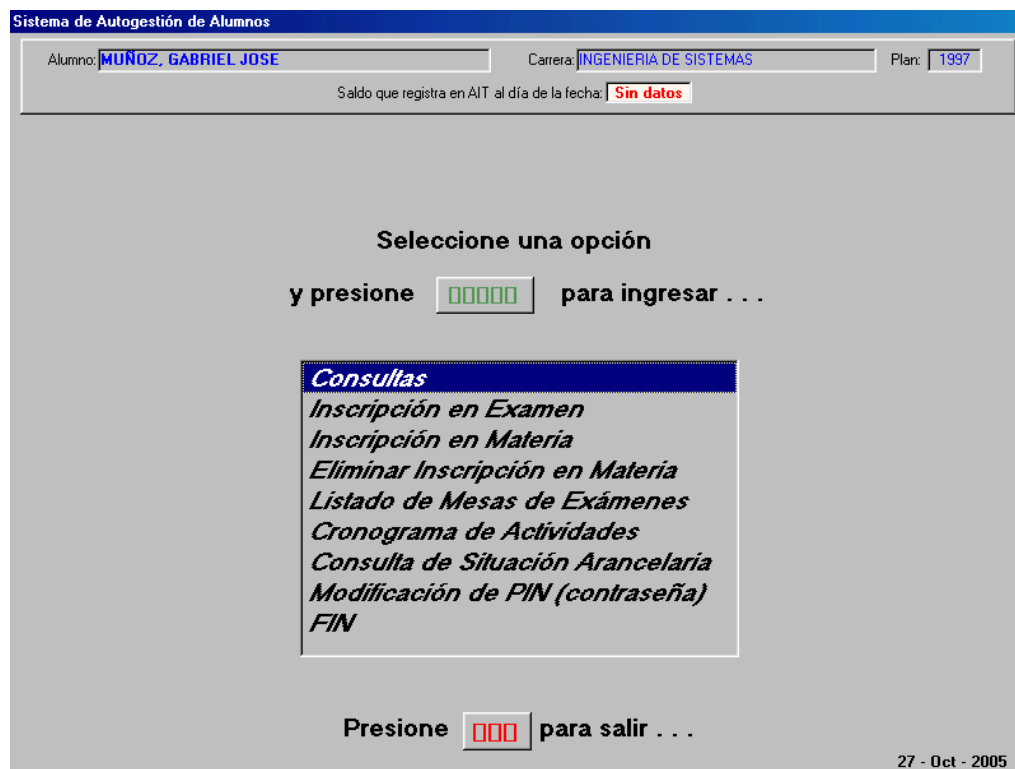 Sistema de Autogestión de Alumnos
Alumno: MUÑOZ, GABRIEL JOSE Carrera: INGENIERIA DE SISTEMAS Plan: 1997
Saldo que registra en AIT al día de la fecha: Sin datos
Seleccione una opción
y presione ▯▯▯▯▯ para ingresar . . .
Consultas
Inscripción en Examen
Inscripción en Materia
Eliminar Inscripción en Materia
Listado de Mesas de Exámenes
Cronograma de Actividades
Consulta de Situación Arancelaria
Modificación de PIN (contraseña)
FIN
Presione ▯▯▯ para salir . . .
27 - Oct - 2005